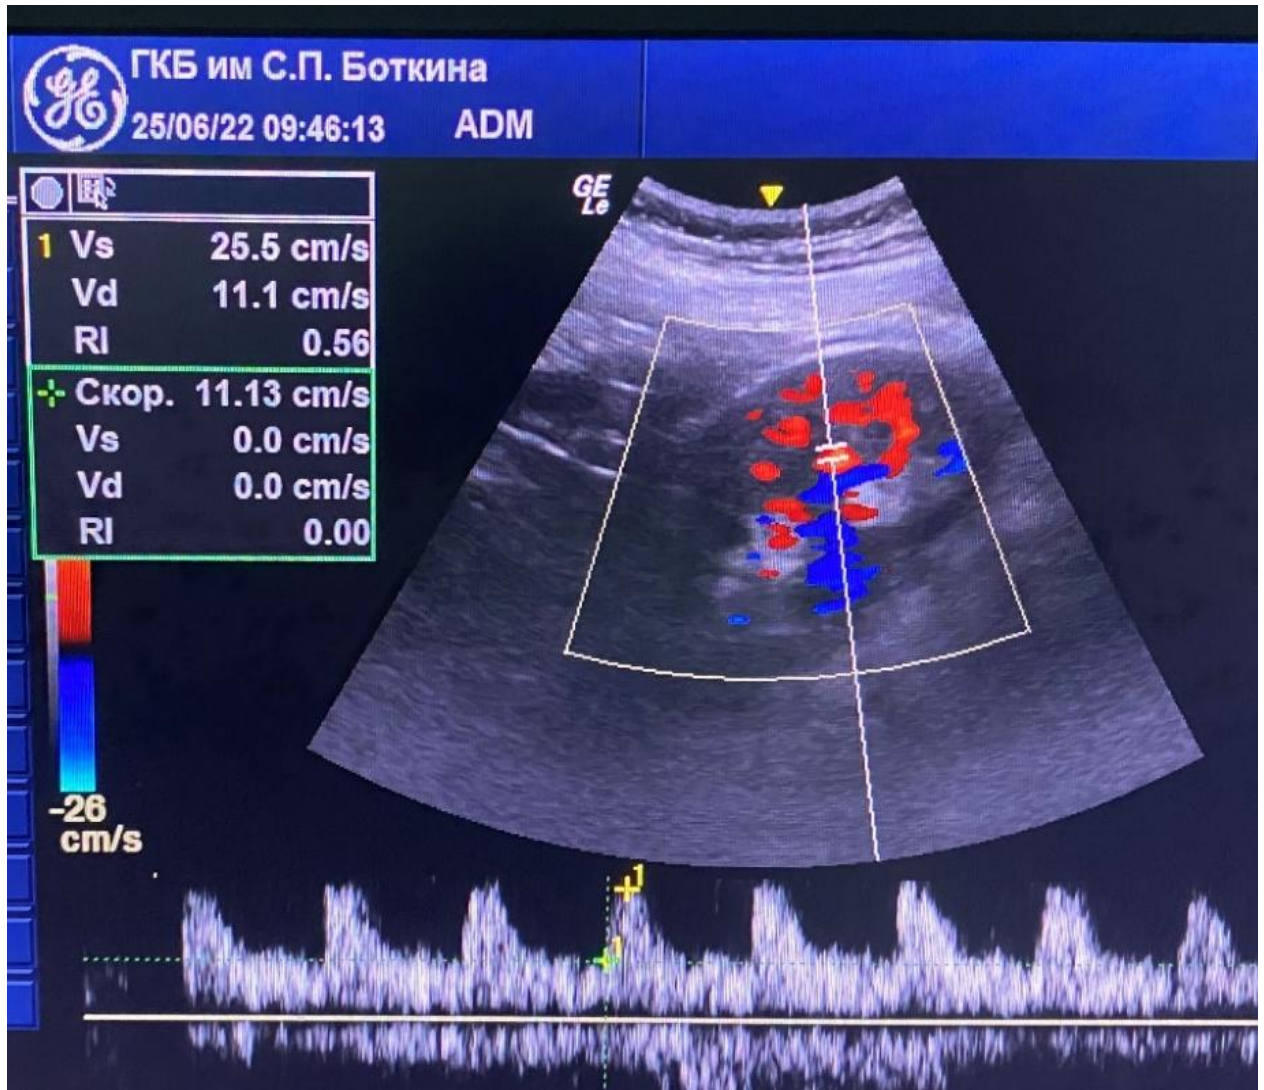 ГКБ им С.П. Боткина
25/06/22 09:46:13 ADM
GE
Le
1 Vs 25.5 cm/s
Vd 11.1 cm/s
RI 0.56
Скор. 11.13 cm/s
Vs 0.0 cm/s
Vd 0.0 cm/s
RI 0.00
-26
cm/s
1
1